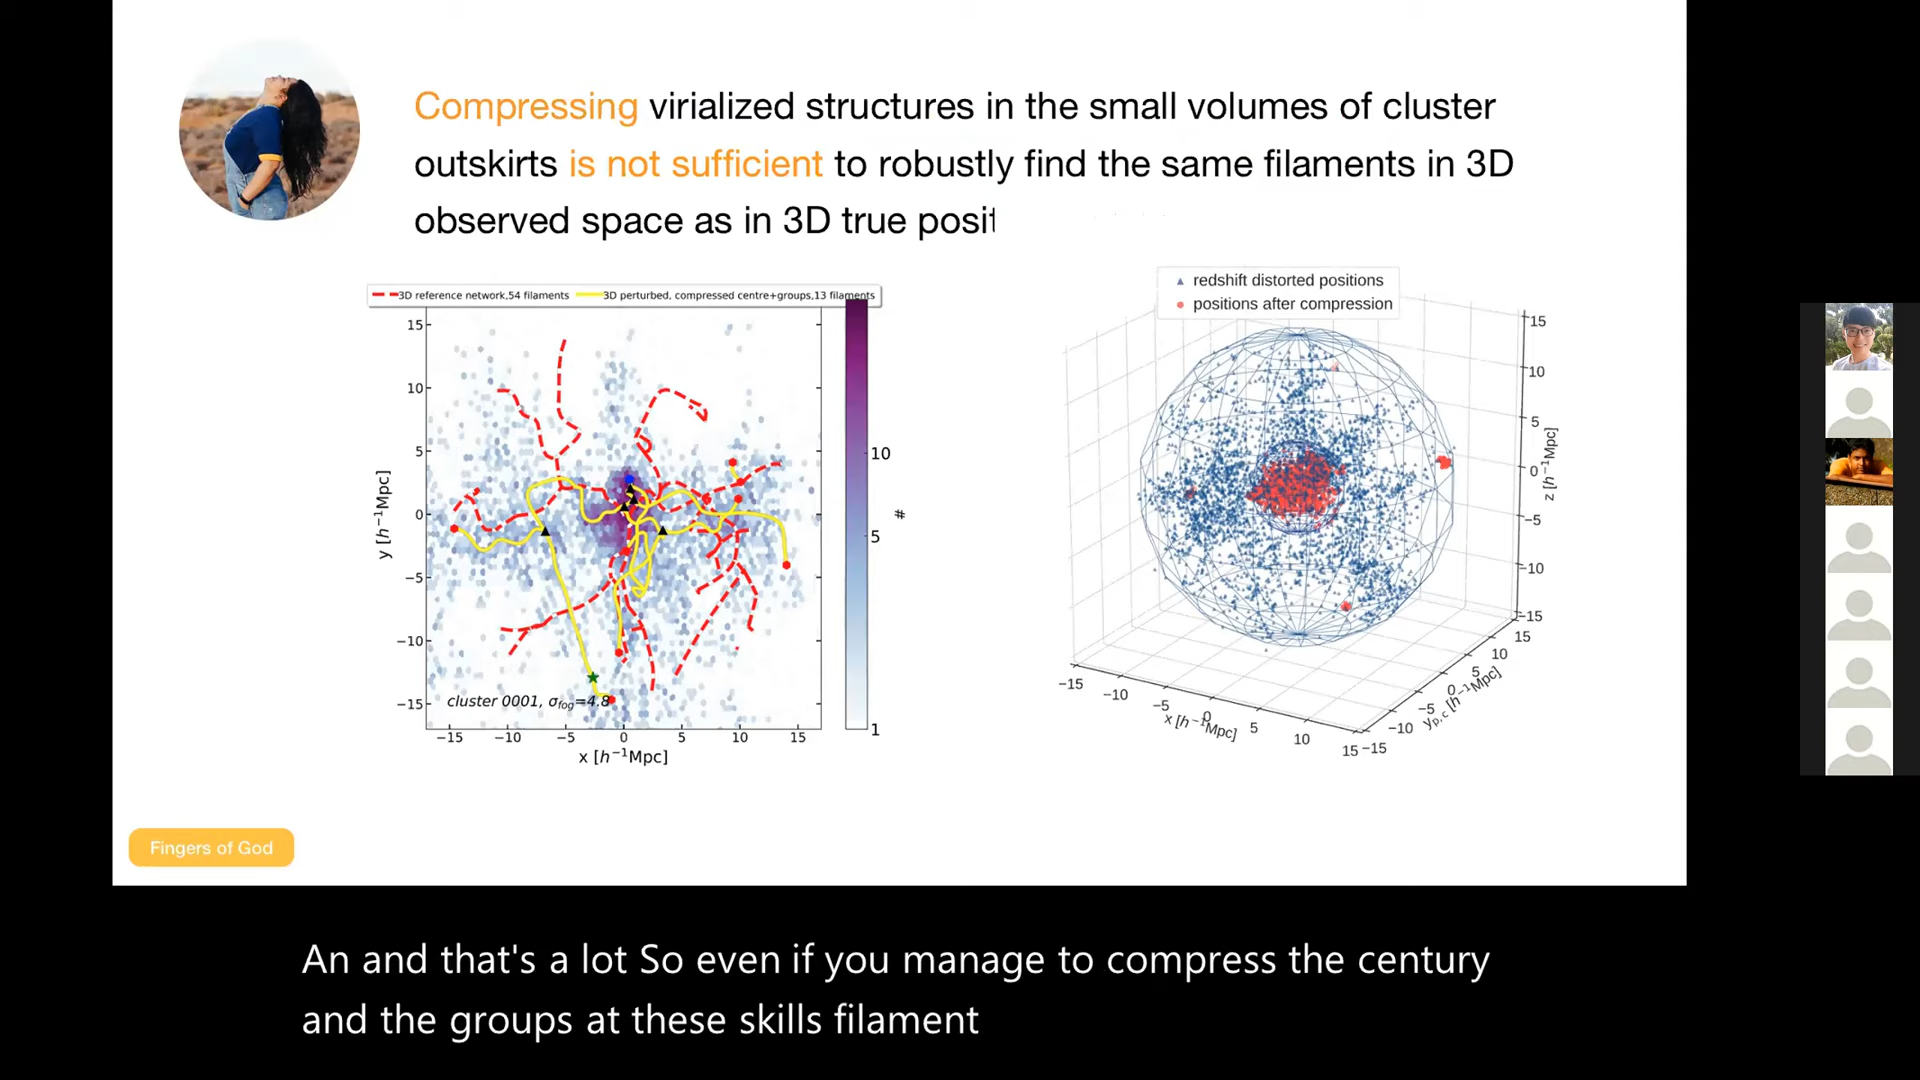 Compressing virialized structures in the small volumes of cluster
outskirts is not sufficient to robustly find the same filaments in 3D
observed space as in 3D true posit
3D reference network,54 filaments 3D perturbed, compressed centre+groups,13 filaments
15
10
5
0
−5
−10
−15
y [h⁻¹Mpc]
cluster 0001, σfog=4.8
−15 −10 −5 0 5 10 15
x [h⁻¹Mpc]
10
5
1
#
redshift distorted positions
positions after compression
15
10
5
0
−5
−10
−15
z [h⁻¹Mpc]
15
10
5
0
−5
−10
−15
yp,c [h⁻¹Mpc]
−15 −10 −5 0 5 10 15
x [h⁻¹Mpc]
Fingers of God
An and that's a lot So even if you manage to compress the century
and the groups at these skills filament